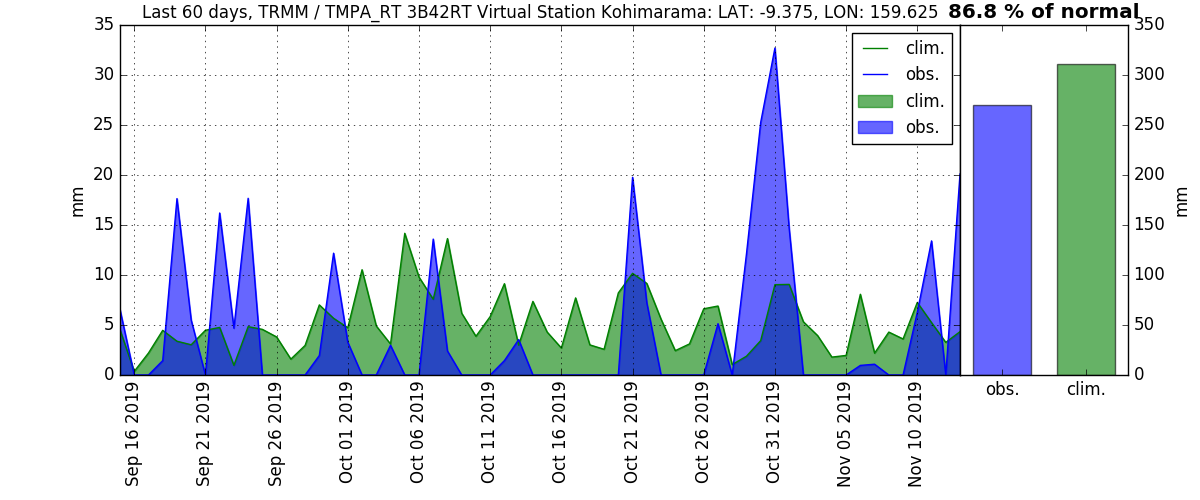 Last 60 days, TRMM / TMPA_RT 3B42RT Virtual Station Kohimarama: LAT: -9.375, LON: 159.625 86.8 % of normal
35
30
25
20
15
10
5
0
mm
clim.
obs.
clim.
obs.
350
300
250
200
150
100
50
0
mm
Sep 16 2019
Sep 21 2019
Sep 26 2019
Oct 01 2019
Oct 06 2019
Oct 11 2019
Oct 16 2019
Oct 21 2019
Oct 26 2019
Oct 31 2019
Nov 05 2019
Nov 10 2019
obs.
clim.